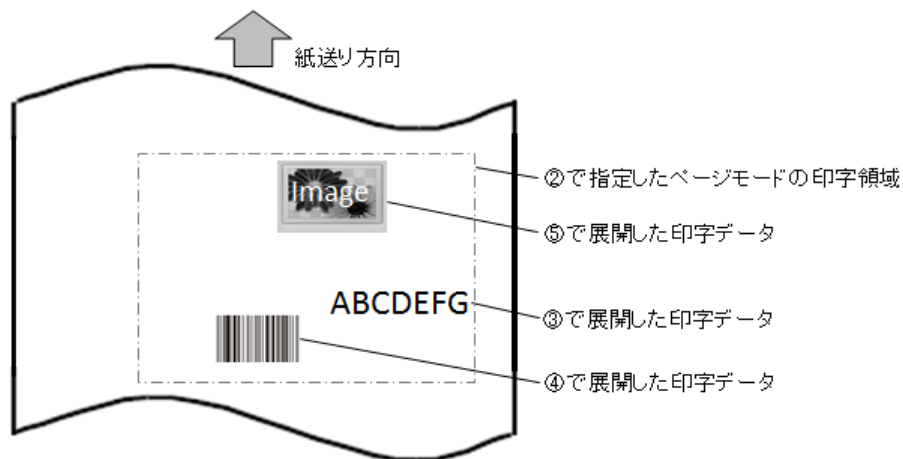 紙送り方向
②で指定したページモードの印字領域
Image
⑤で展開した印字データ
ABCDEFG
③で展開した印字データ
④で展開した印字データ